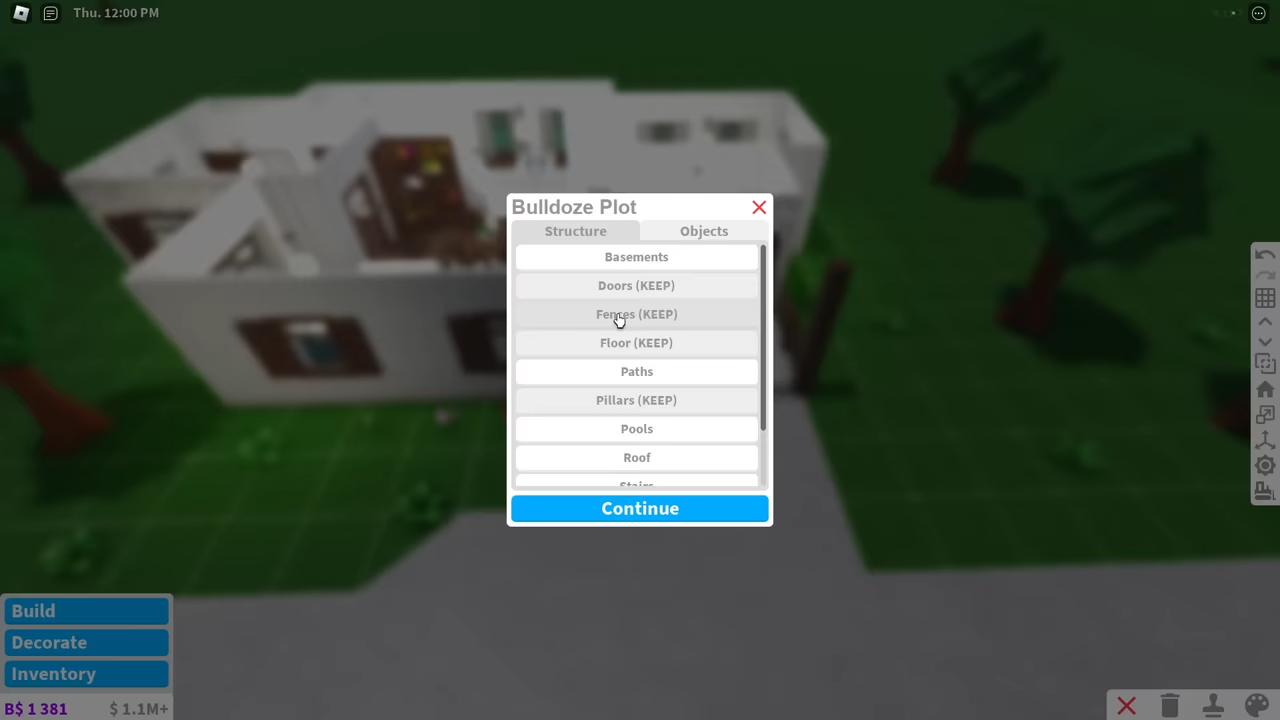 Thu. 12:00 PM
Bulldoze Plot
Structure
Objects
Basements
Doors (KEEP)
Fences (KEEP)
Floor (KEEP)
Paths
Pillars (KEEP)
Pools
Roof
Stairs
Continue
Build
Decorate
Inventory
B$ 1 381
$ 1.1M+